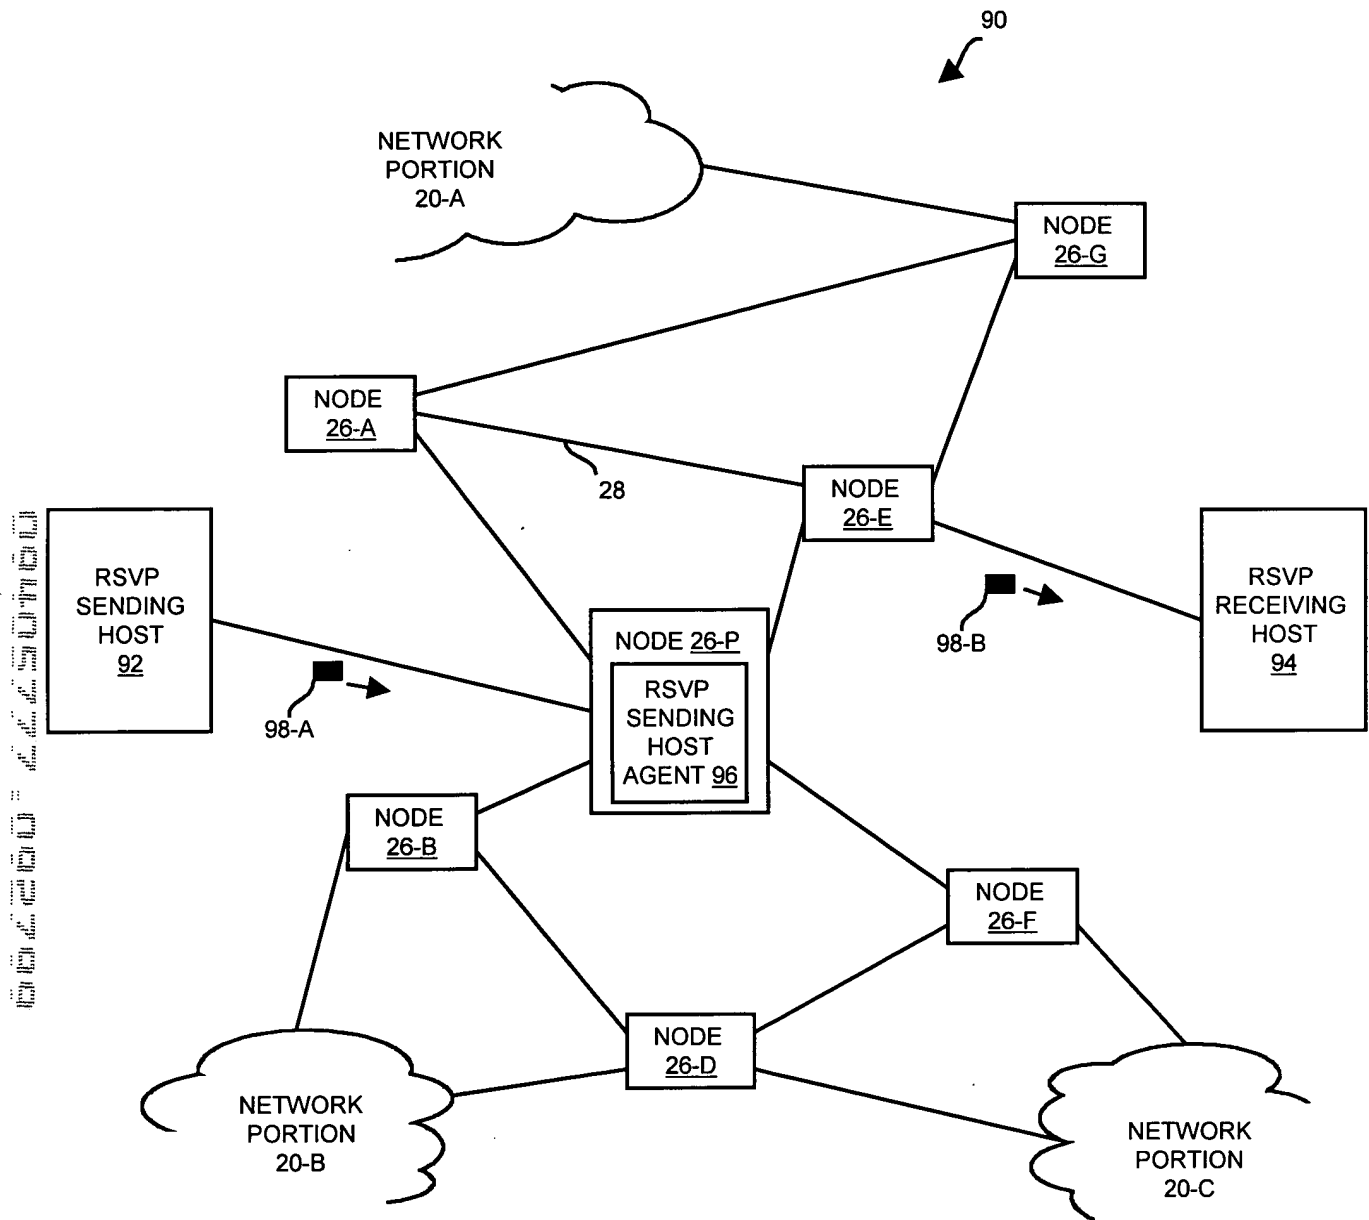 90
NETWORK
PORTION
20-A
NODE
26-G
NODE
26-A
28
NODE
26-E
RSVP
SENDING
HOST
92
98-A
NODE 26-P
RSVP
SENDING
HOST
AGENT 96
98-B
RSVP
RECEIVING
HOST
94
NODE
26-B
NODE
26-F
NODE
26-D
NETWORK
PORTION
20-B
NETWORK
PORTION
20-C